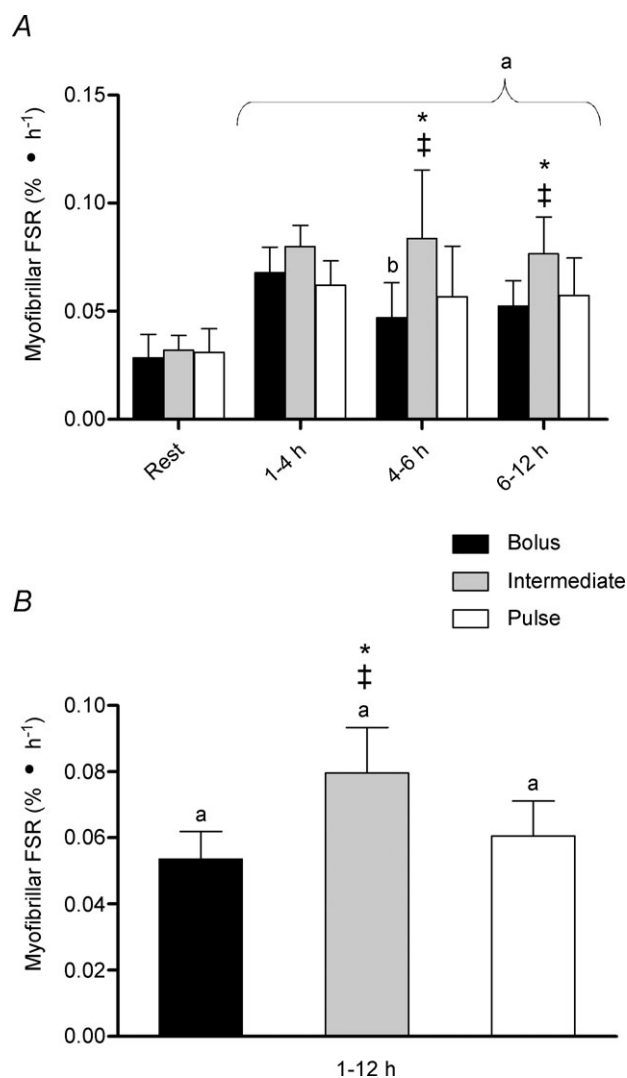 A
a
0.15
*
‡
*
‡
0.10
b
0.05
0.00
Myofibrillar FSR (% • h-1)
Rest
1-4 h
4-6 h
6-12 h
Bolus
Intermediate
Pulse
B
*
‡
0.10
a
0.08
a
a
0.06
0.04
0.02
0.00
Myofibrillar FSR (% • h-1)
1-12 h